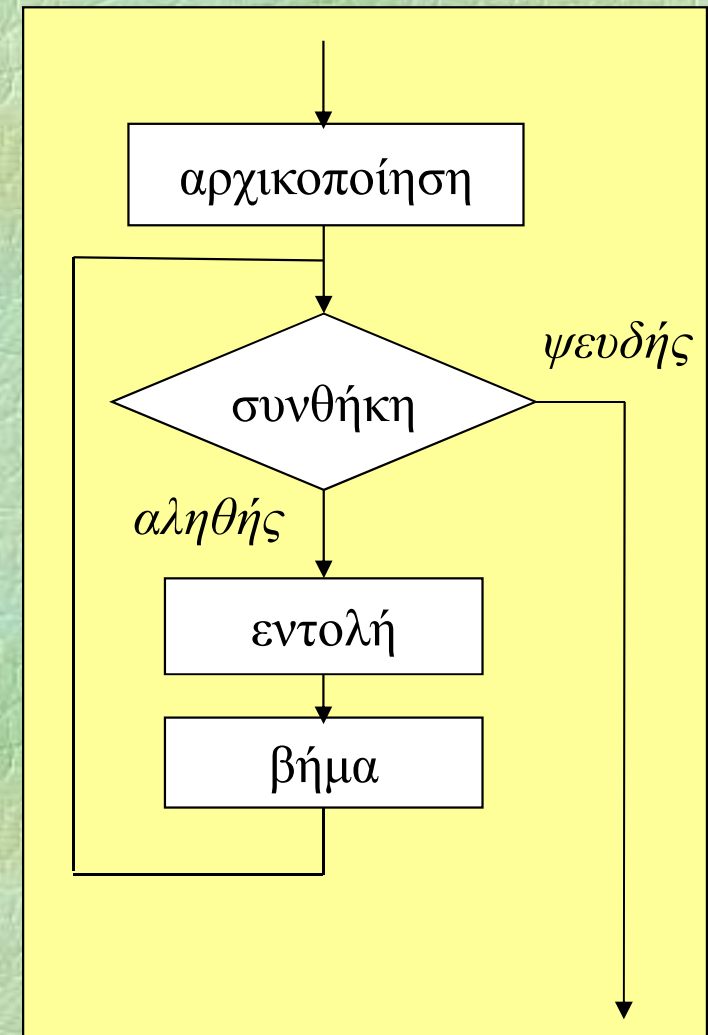 αρχικοποίηση
ψευδής
συνθήκη
αληθής
εντολή
βήμα